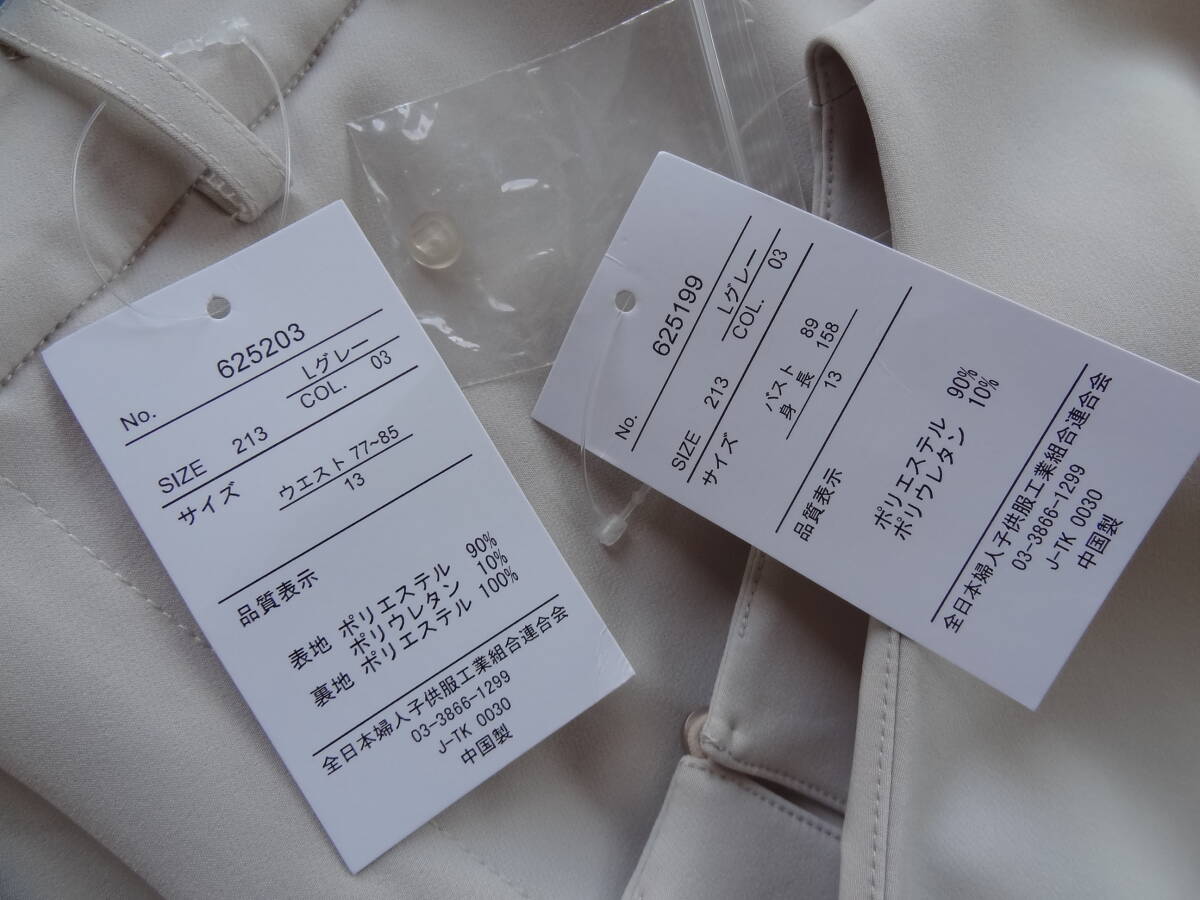 No. 625203
Lグレー
SIZE 213 COL. 03
サイズ ウエスト 77~85
13
品質表示
表地 ポリエステル 90%
ポリウレタン 10%
裏地 ポリエステル 100%
全日本婦人子供服工業組合連合会
03-3866-1299
J-TK 0030
中国製
No. 625199
Lグレー
SIZE 213 COL. 03
サイズ バスト 89
身長 158
13
品質表示
ポリエステル 90%
ポリウレタン 10%
全日本婦人子供服工業組合連合会
03-3866-1299
J-TK 0030
中国製